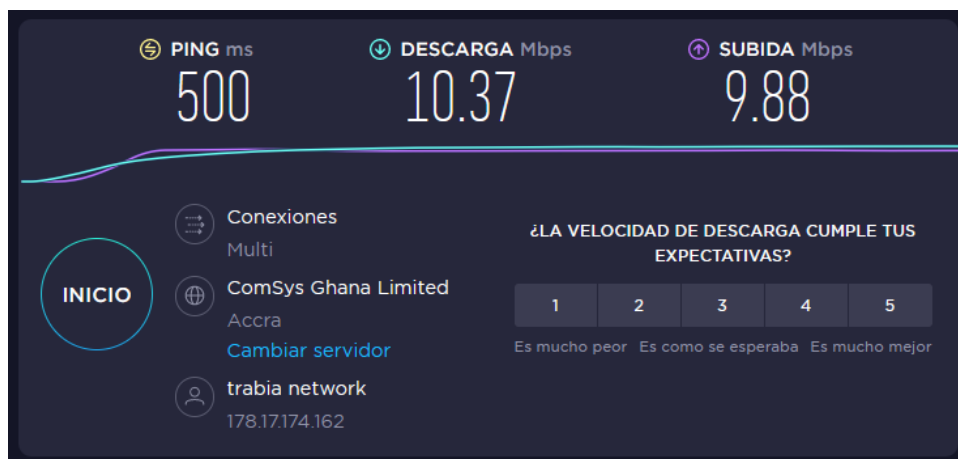 PING ms
500
DESCARGA Mbps
10.37
SUBIDA Mbps
9.88
INICIO
Conexiones
Multi
ComSys Ghana Limited
Accra
Cambiar servidor
trabia network
178.17.174.162
¿LA VELOCIDAD DE DESCARGA CUMPLE TUS
EXPECTATIVAS?
1 2 3 4 5
Es mucho peor Es como se esperaba Es mucho mejor